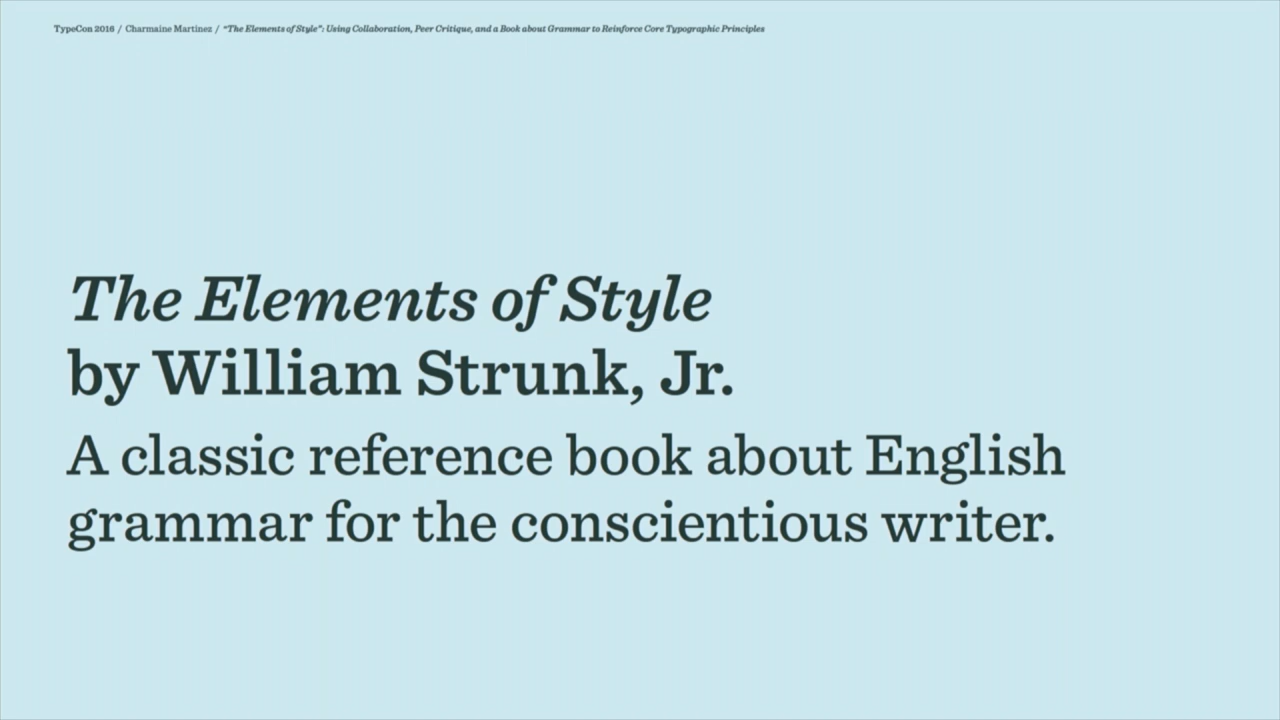 TypeCon 2016 / Charmaine Martinez / “The Elements of Style”: Using Collaboration, Peer Critique, and a Book about Grammar to Reinforce Core Typographic Principles
The Elements of Style
by William Strunk, Jr.
A classic reference book about English
grammar for the conscientious writer.